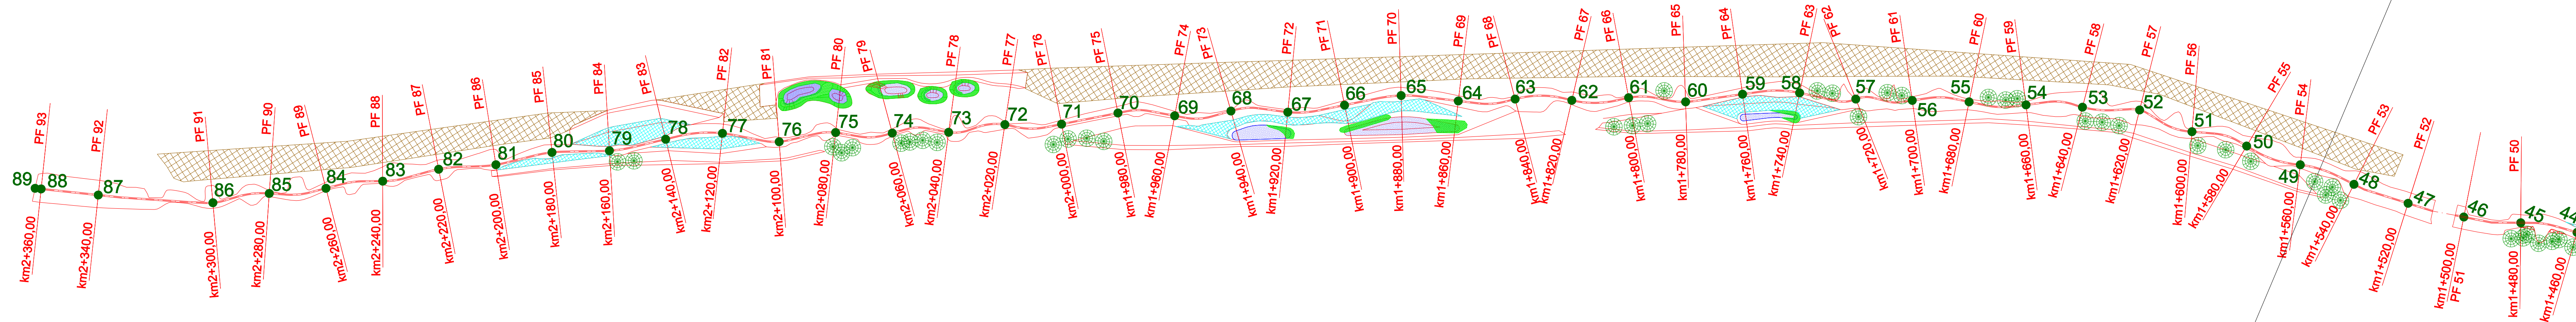 PF 93
PF 92
PF 91
PF 90
PF 89
PF 88
PF 87
PF 86
PF 85
PF 84
PF 83
PF 82
PF 81
PF 80
PF 79
PF 78
PF 77
PF 76
PF 75
PF 74
PF 73
PF 72
PF 71
PF 70
PF 69
PF 68
PF 67
PF 66
PF 65
PF 64
PF 63
PF 62
PF 61
PF 60
PF 59
PF 58
PF 57
PF 56
PF 55
PF 54
PF 53
PF 52
PF 50
89
88
87
86
85
84
83
82
81
80
79
78
77
76
75
74
73
72
71
70
69
68
67
66
65
64
63
62
61
60
59
58
57
56
55
54
53
52
51
50
49
48
47
46
45
44
km2+360,00
km2+340,00
km2+300,00
km2+280,00
km2+260,00
km2+240,00
km2+220,00
km2+200,00
km2+180,00
km2+160,00
km2+140,00
km2+120,00
km2+100,00
km2+080,00
km2+060,00
km2+040,00
km2+020,00
km2+000,00
km1+980,00
km1+960,00
km1+940,00
km1+920,00
km1+900,00
km1+880,00
km1+860,00
km1+840,00
km1+820,00
km1+800,00
km1+780,00
km1+760,00
km1+740,00
km1+720,00
km1+700,00
km1+680,00
km1+660,00
km1+640,00
km1+620,00
km1+600,00
km1+580,00
km1+560,00
km1+540,00
km1+520,00
km1+500,00
PF 51
km1+480,00
km1+460,00